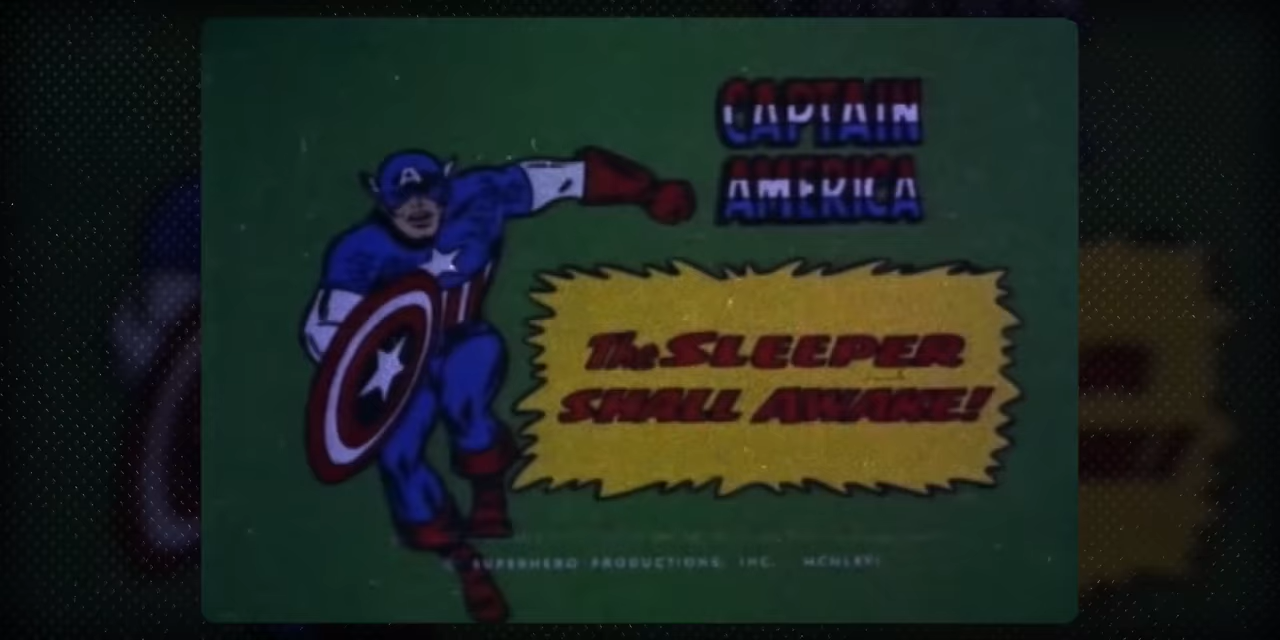 A
CAPTAIN
AMERICA
The SLEEPER
SHALL AWAKE!
SUPERHERO PRODUCTIONS, INC. MCMLXVI